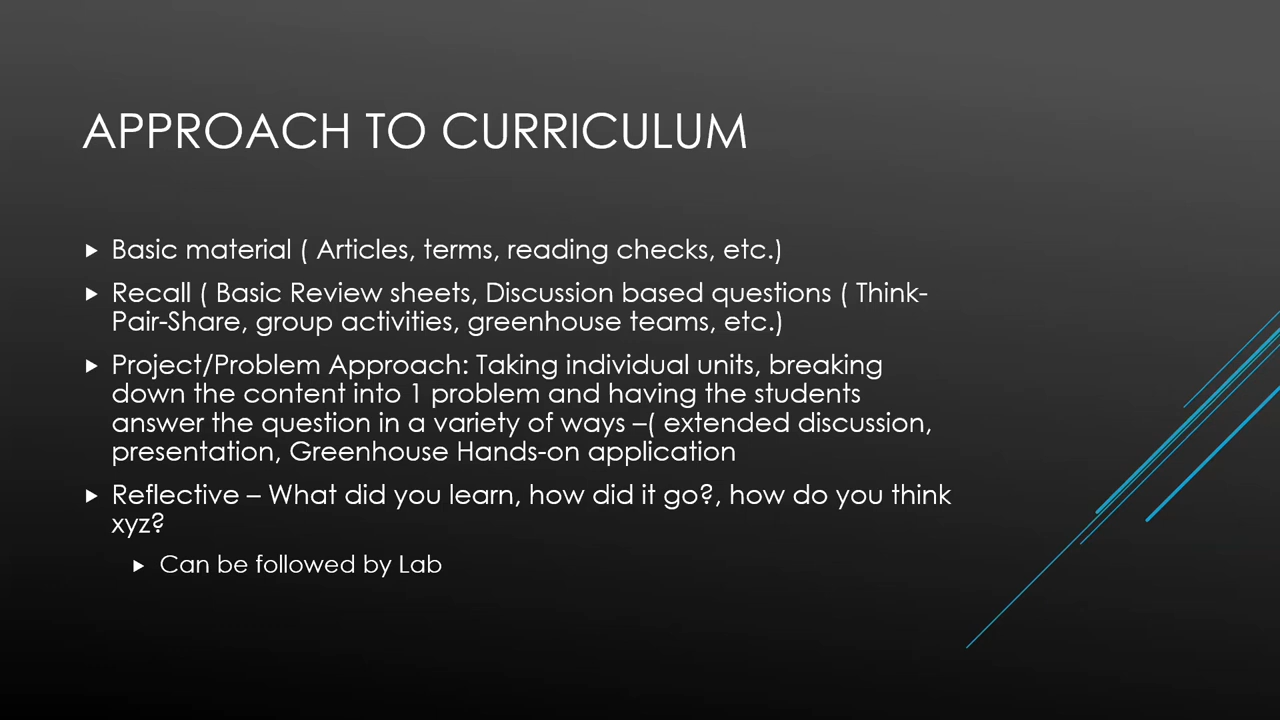 APPROACH TO CURRICULUM
Basic material ( Articles, terms, reading checks, etc.)
Recall ( Basic Review sheets, Discussion based questions ( Think-
Pair-Share, group activities, greenhouse teams, etc.)
Project/Problem Approach: Taking individual units, breaking
down the content into 1 problem and having the students
answer the question in a variety of ways –( extended discussion,
presentation, Greenhouse Hands-on application
Reflective – What did you learn, how did it go?, how do you think
xyz?
Can be followed by Lab